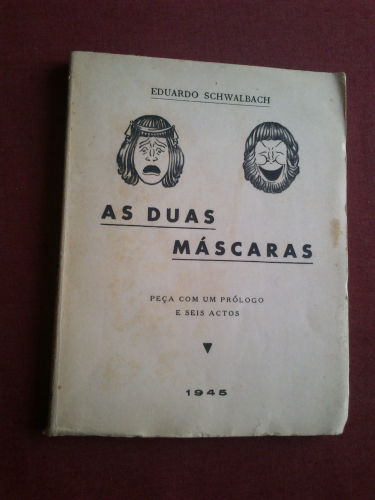 EDUARDO SCHWALBACH
AS DUAS
MÁSCARAS
PEÇA COM UM PRÓLOGO
E SEIS ACTOS
1945